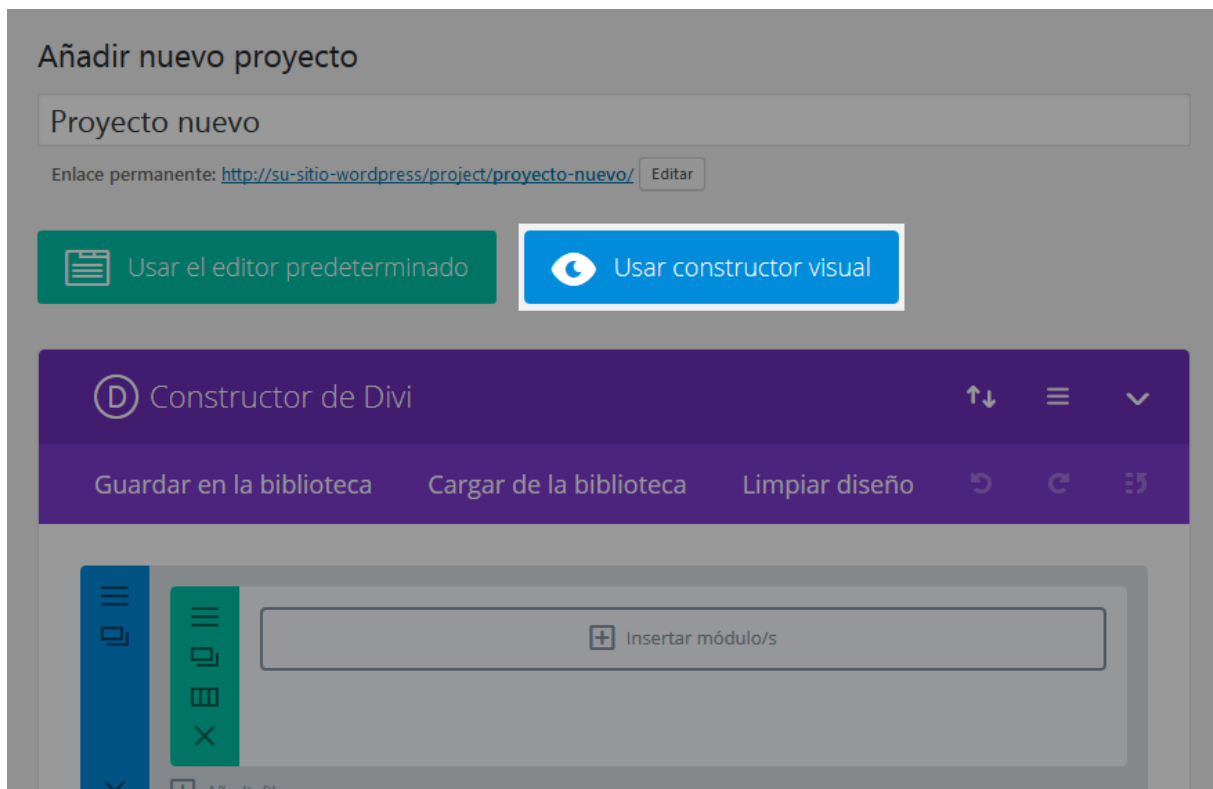 Añadir nuevo proyecto
Proyecto nuevo
Enlace permanente: http://su-sitio-wordpress/project/proyecto-nuevo/ Editar
Usar el editor predeterminado Usar constructor visual
D Constructor de Divi
Guardar en la biblioteca Cargar de la biblioteca Limpiar diseño
Insertar módulo/s